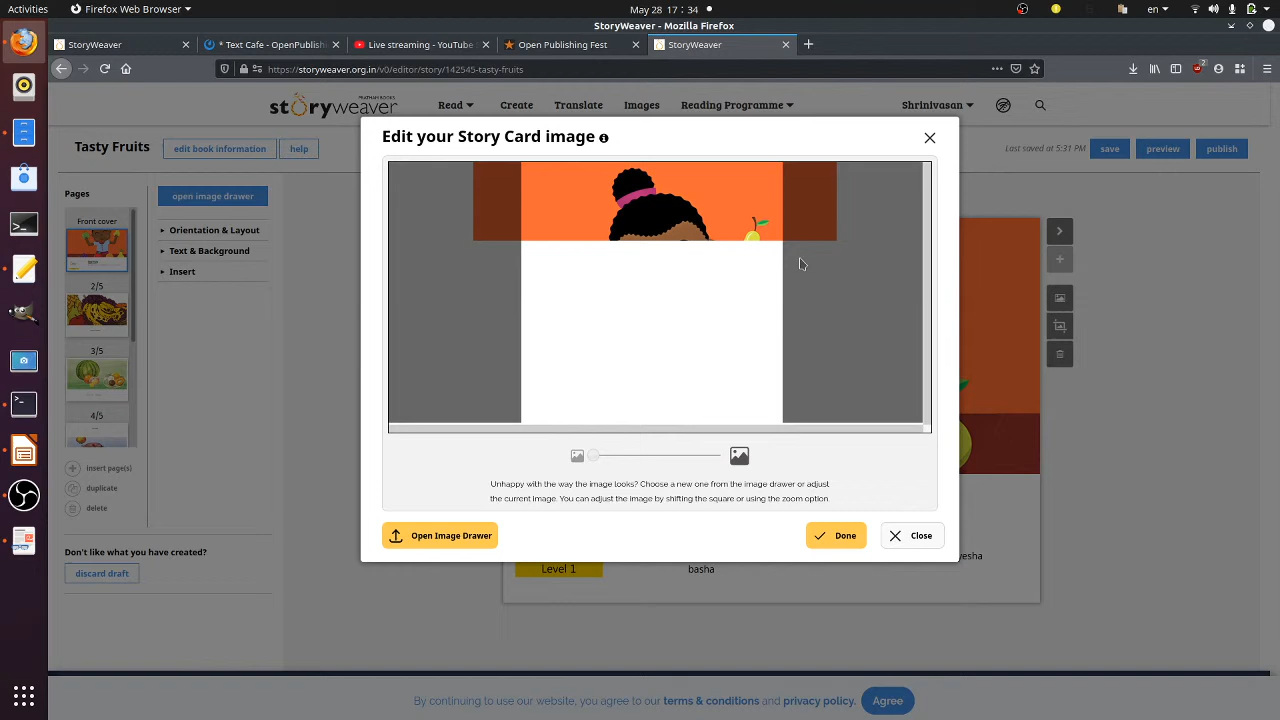 Activities
Firefox Web Browser
May 28 17 : 34
en
StoryWeaver - Mozilla Firefox
StoryWeaver
* Text Cafe - OpenPublishi
Live streaming - YouTube
Open Publishing Fest
StoryWeaver
https://storyweaver.org.in/v0/editor/story/142545-tasty-fruits
2
PRATHAM BOOKS
storyweaver
Read
Create
Translate
Images
Reading Programme
Shrinivasan
Tasty Fruits
edit book information
help
Last saved at 5:31 PM
save
preview
publish
Edit your Story Card image
Pages
open image drawer
Front cover
Orientation & Layout
Text & Background
Insert
2/5
3/5
4/5
insert page(s)
duplicate
delete
Don't like what you have created?
discard draft
Unhappy with the way the image looks? Choose a new one from the image drawer or adjust
the current image. You can adjust the image by shifting the square or using the zoom option.
Open Image Drawer
Done
Close
yesha
Level 1
basha
By continuing to use our website, you agree to our terms & conditions and privacy policy.
Agree